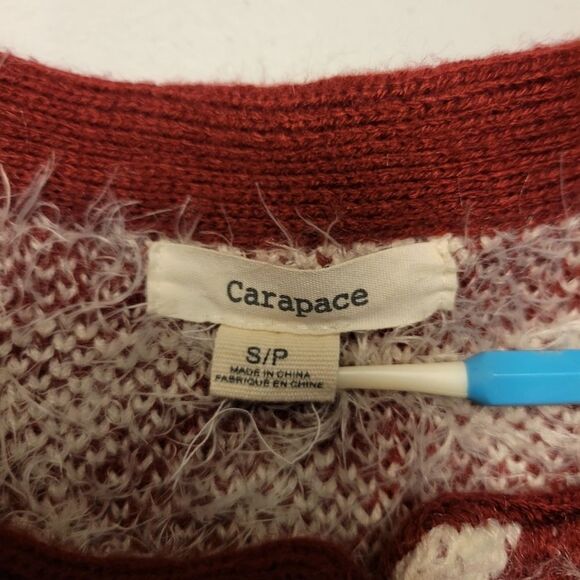 Carapace
S/P
MADE IN CHINA
FABRIQUÉ EN CHINE